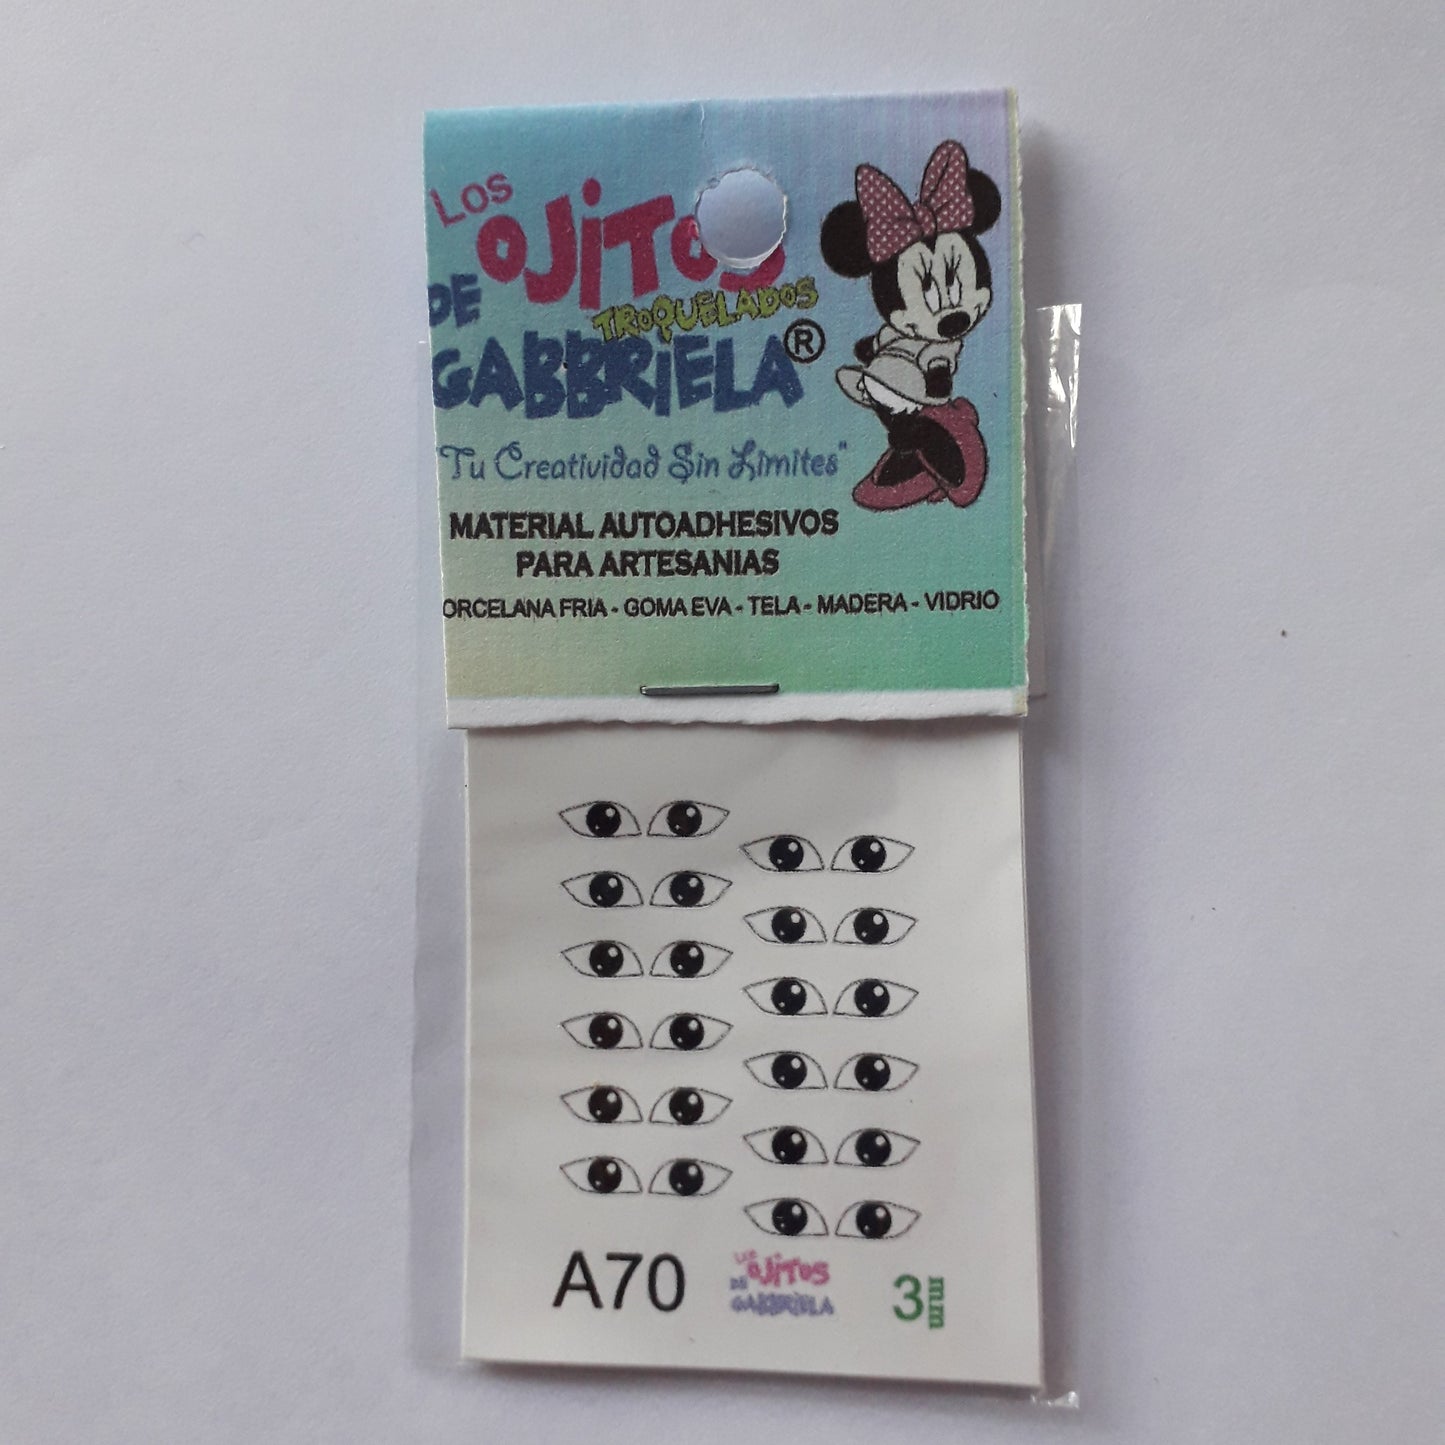 LOS
OJITOS
TROQUELADOS
DE
GABBRIELA®
"Tu Creatividad Sin Límites"
MATERIAL AUTOADHESIVOS
PARA ARTESANIAS
ORCELANA FRIA - GOMA EVA - TELA - MADERA - VIDRIO
A70
LOS
OJITOS
DE
GABBRIELA
3mm